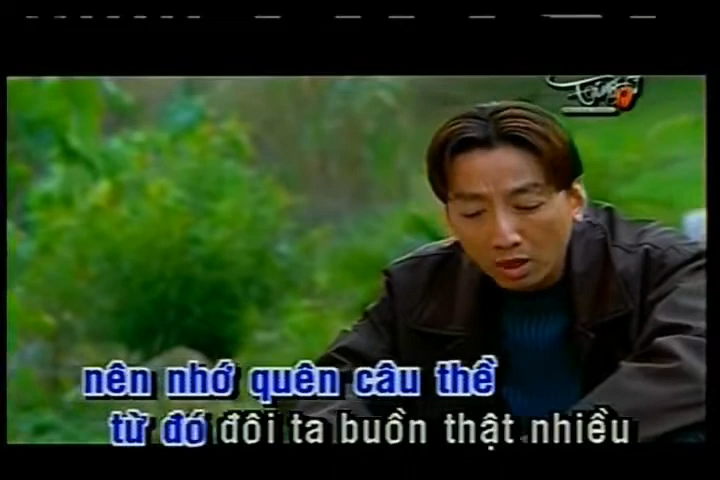 nên nhớ quên câu thề
từ đó đôi ta buồn thật nhiều